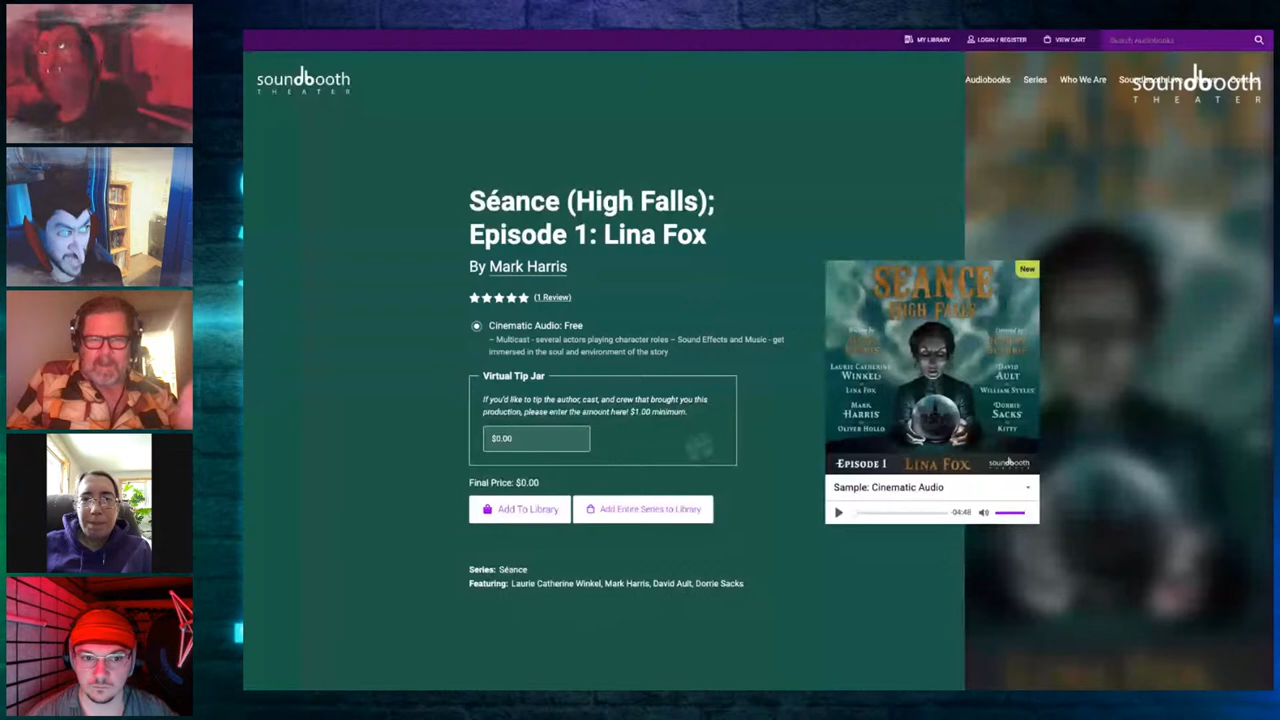 MY LIBRARY
LOGIN / REGISTER
VIEW CART
Search Audiobooks
soundbooth
THEATER
Audiobooks
Series
Who We Are
soundbooth
THEATER
Séance (High Falls);
Episode 1: Lina Fox
By Mark Harris
(1 Review)
Cinematic Audio: Free
– Multicast - several actors playing character roles – Sound Effects and Music - get
immersed in the soul and environment of the story
Virtual Tip Jar
If you'd like to tip the author, cast, and crew that brought you this
production, please enter the amount here! $1.00 minimum.
$0.00
Final Price: $0.00
Add To Library
Add Entire Series to Library
Series: Séance
Featuring: Laurie Catherine Winkel, Mark Harris, David Ault, Dorrie Sacks
New
SEANCE
HIGH FALLS
LAURIE CATHERINE
WINKEL
AS
LINA FOX
MARK
HARRIS
AS
OLIVER HOLLO
DAVID
AULT
AS
WILLIAM STYLES
DORRIE
SACKS
AS
KITTY
EPISODE 1
LINA FOX
soundbooth
Sample: Cinematic Audio
-04:48